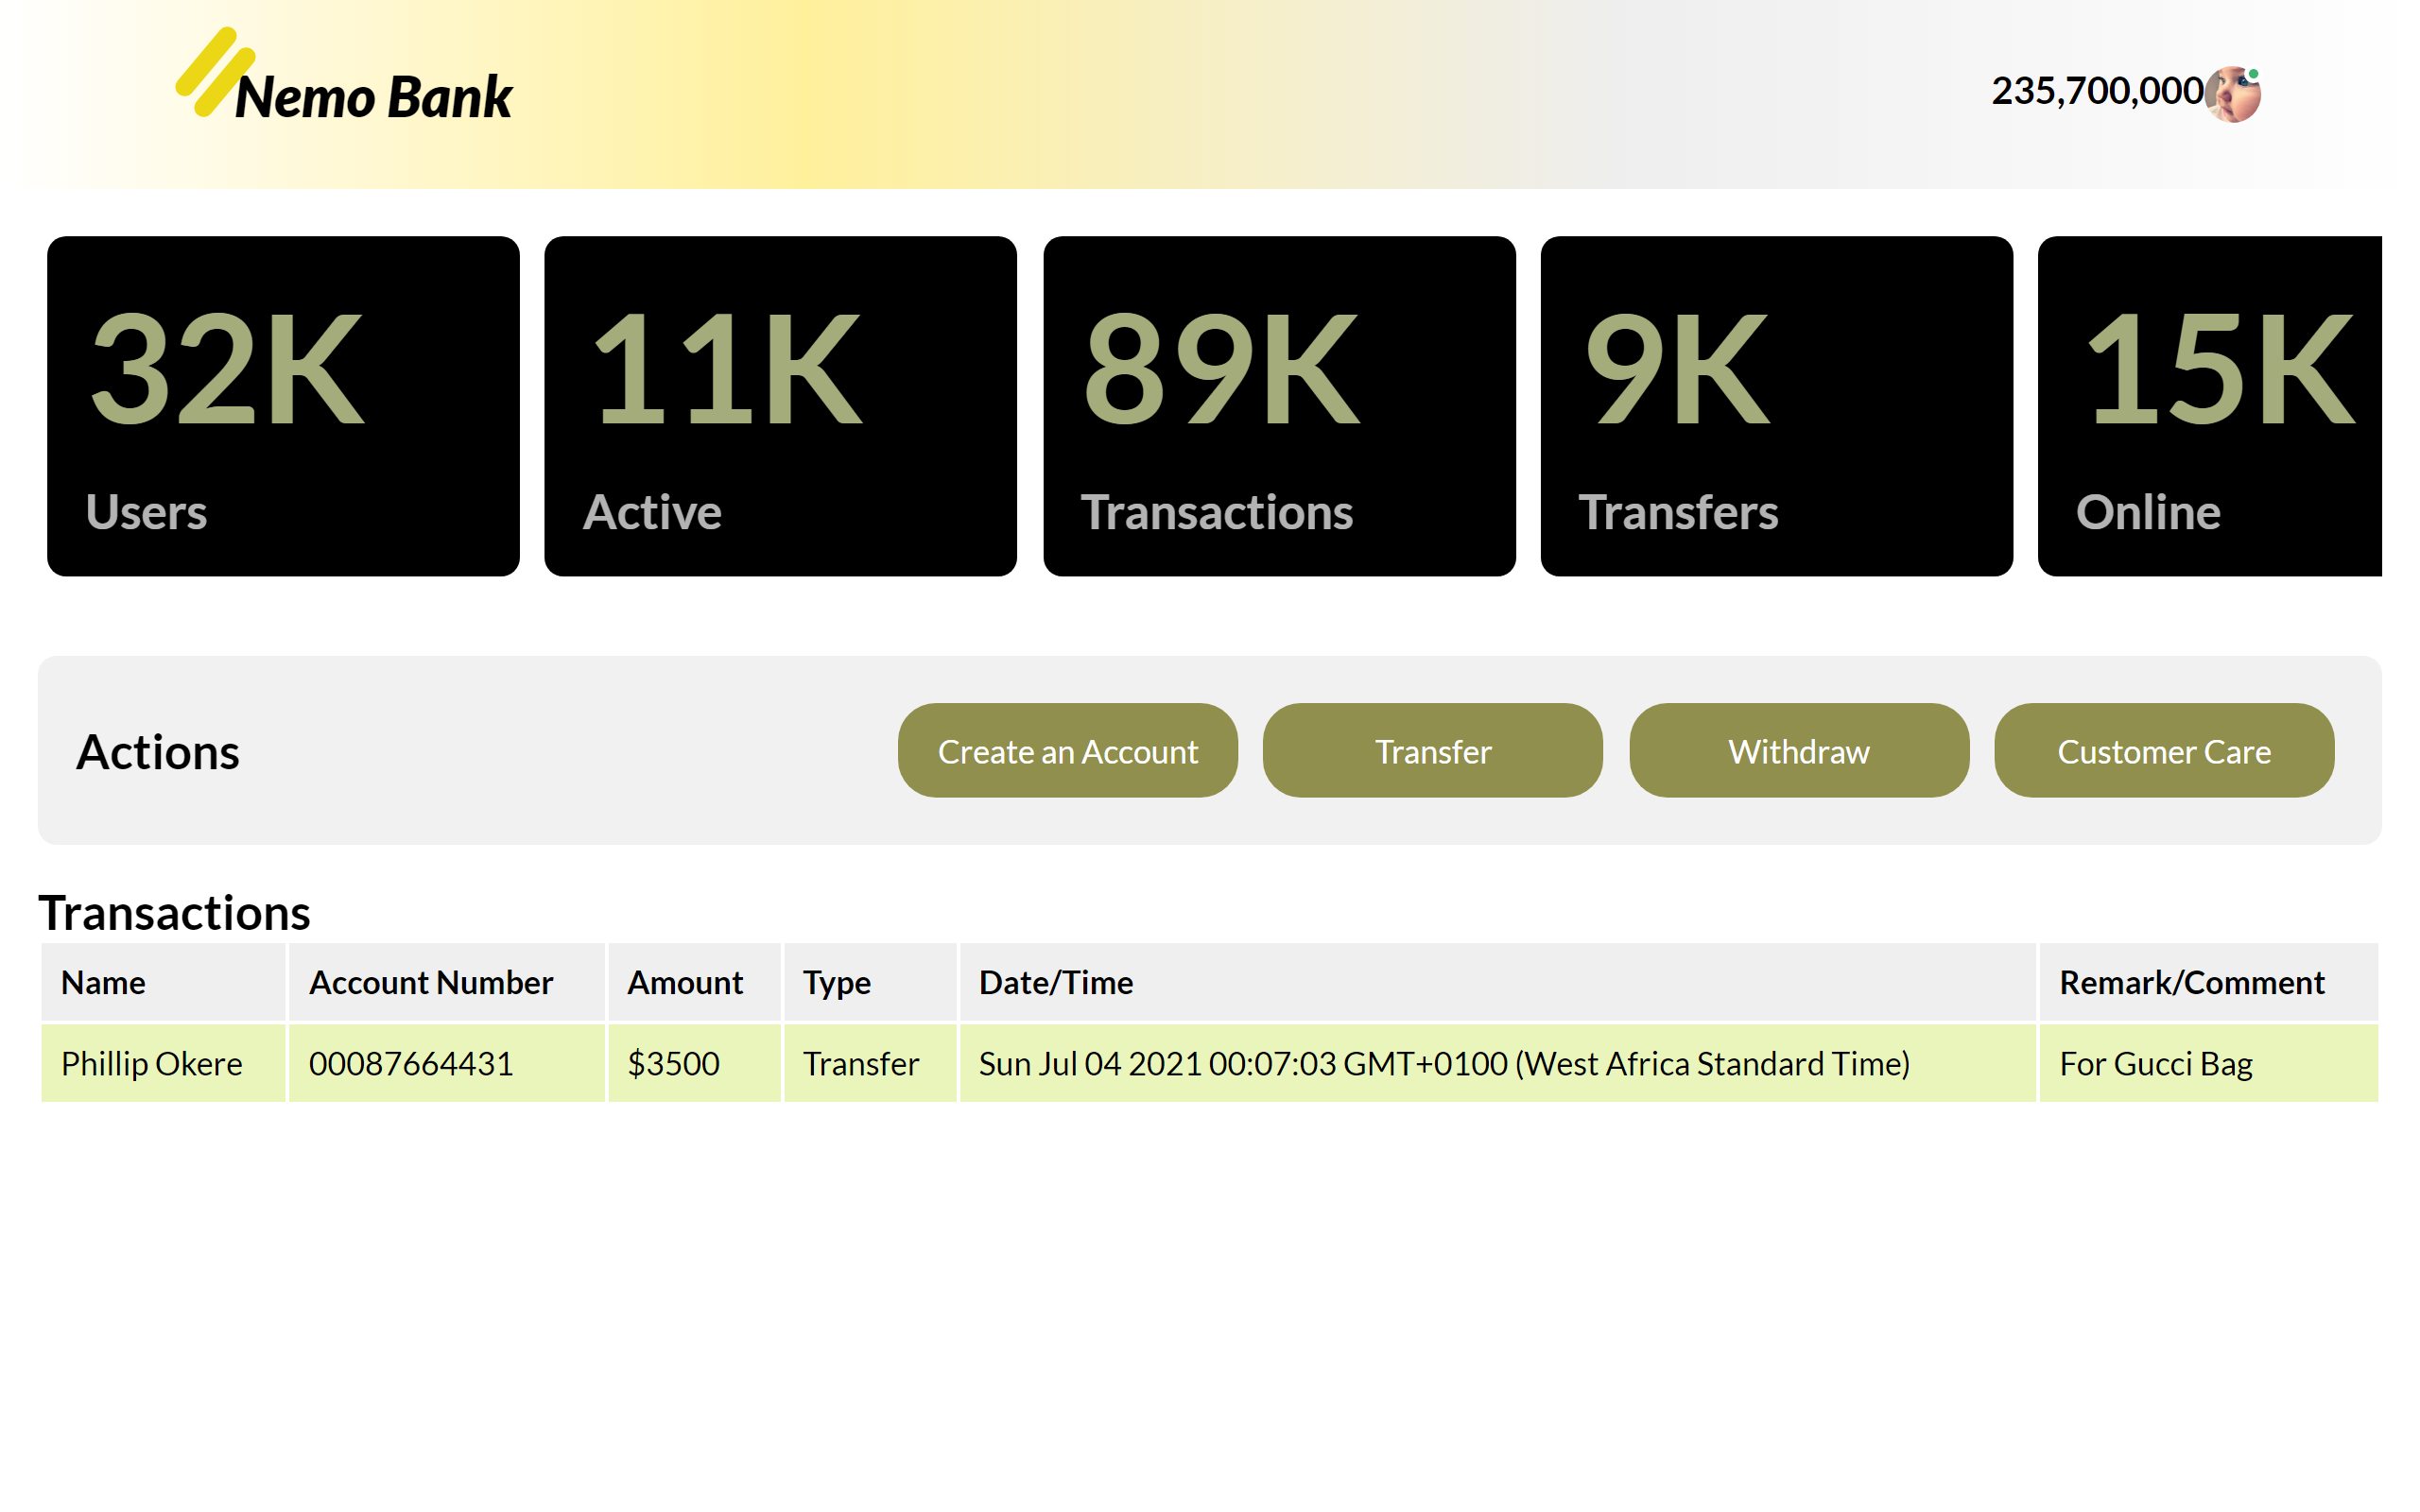 Nemo Bank
235,700,000
32K
Users
11K
Active
89K
Transactions
9K
Transfers
15K
Online
Actions
Create an Account
Transfer
Withdraw
Customer Care
Transactions
Name Account Number Amount Type Date/Time Remark/Comment
Phillip Okere 00087664431 $3500 Transfer Sun Jul 04 2021 00:07:03 GMT+0100 (West Africa Standard Time) For Gucci Bag